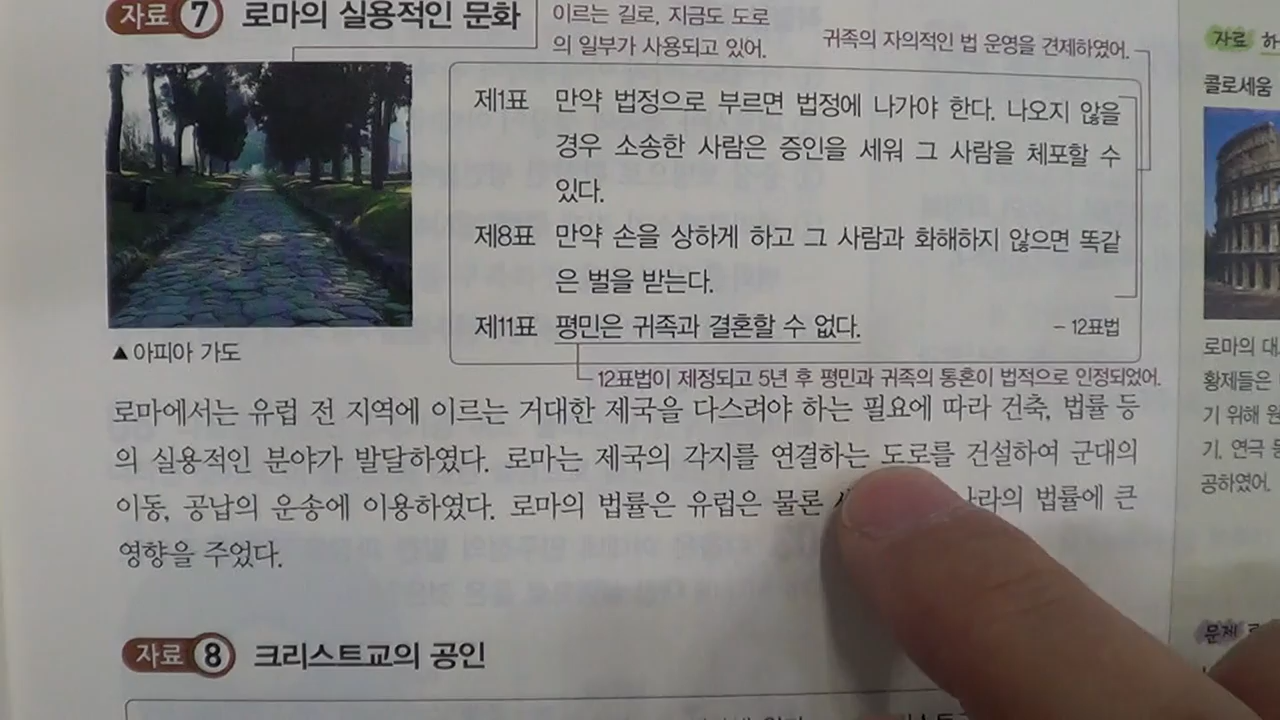 자료 7 로마의 실용적인 문화
이르는 길로, 지금도 도로
의 일부가 사용되고 있어.
귀족의 자의적인 법 운영을 견제하였어.
제1표 만약 법정으로 부르면 법정에 나가야 한다. 나오지 않을
경우 소송한 사람은 증인을 세워 그 사람을 체포할 수
있다.
제8표 만약 손을 상하게 하고 그 사람과 화해하지 않으면 똑같
은 벌을 받는다.
제11표 평민은 귀족과 결혼할 수 없다.
- 12표법
▲ 아피아 가도
12표법이 제정되고 5년 후 평민과 귀족의 통혼이 법적으로 인정되었어.
로마에서는 유럽 전 지역에 이르는 거대한 제국을 다스려야 하는 필요에 따라 건축, 법률 등
의 실용적인 분야가 발달하였다. 로마는 제국의 각지를 연결하는 도로를 건설하여 군대의
이동, 공납의 운송에 이용하였다. 로마의 법률은 유럽은 물론 법률에 큰
영향을 주었다.
자료 8 크리스트교의 공인
자료
콜로세움
로마의
황제들은
기 위해
기, 연극
공하였어.
문제